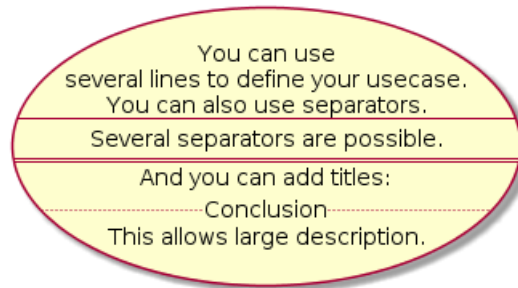 You can use
several lines to define your usecase.
You can also use separators.
Several separators are possible.
And you can add titles:
Conclusion
This allows large description.